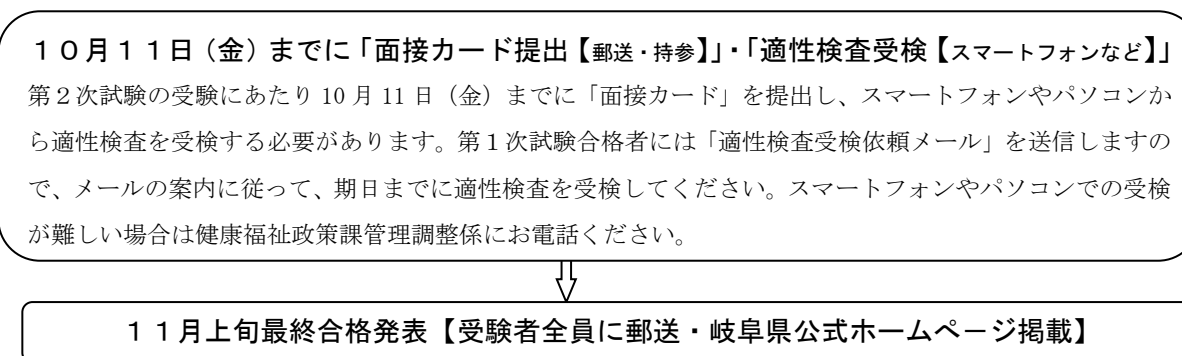 １０月１１日（金）までに「面接カード提出【郵送・持参】」・「適性検査受検【スマートフォンなど】」
第２次試験の受験にあたり 10 月 11 日（金）までに「面接カード」を提出し、スマートフォンやパソコンか
ら適性検査を受検する必要があります。第１次試験合格者には「適性検査受検依頼メール」を送信しますの
で、メールの案内に従って、期日までに適性検査を受検してください。スマートフォンやパソコンでの受検
が難しい場合は健康福祉政策課管理調整係にお電話ください。
１１月上旬最終合格発表【受験者全員に郵送・岐阜県公式ホームページ掲載】